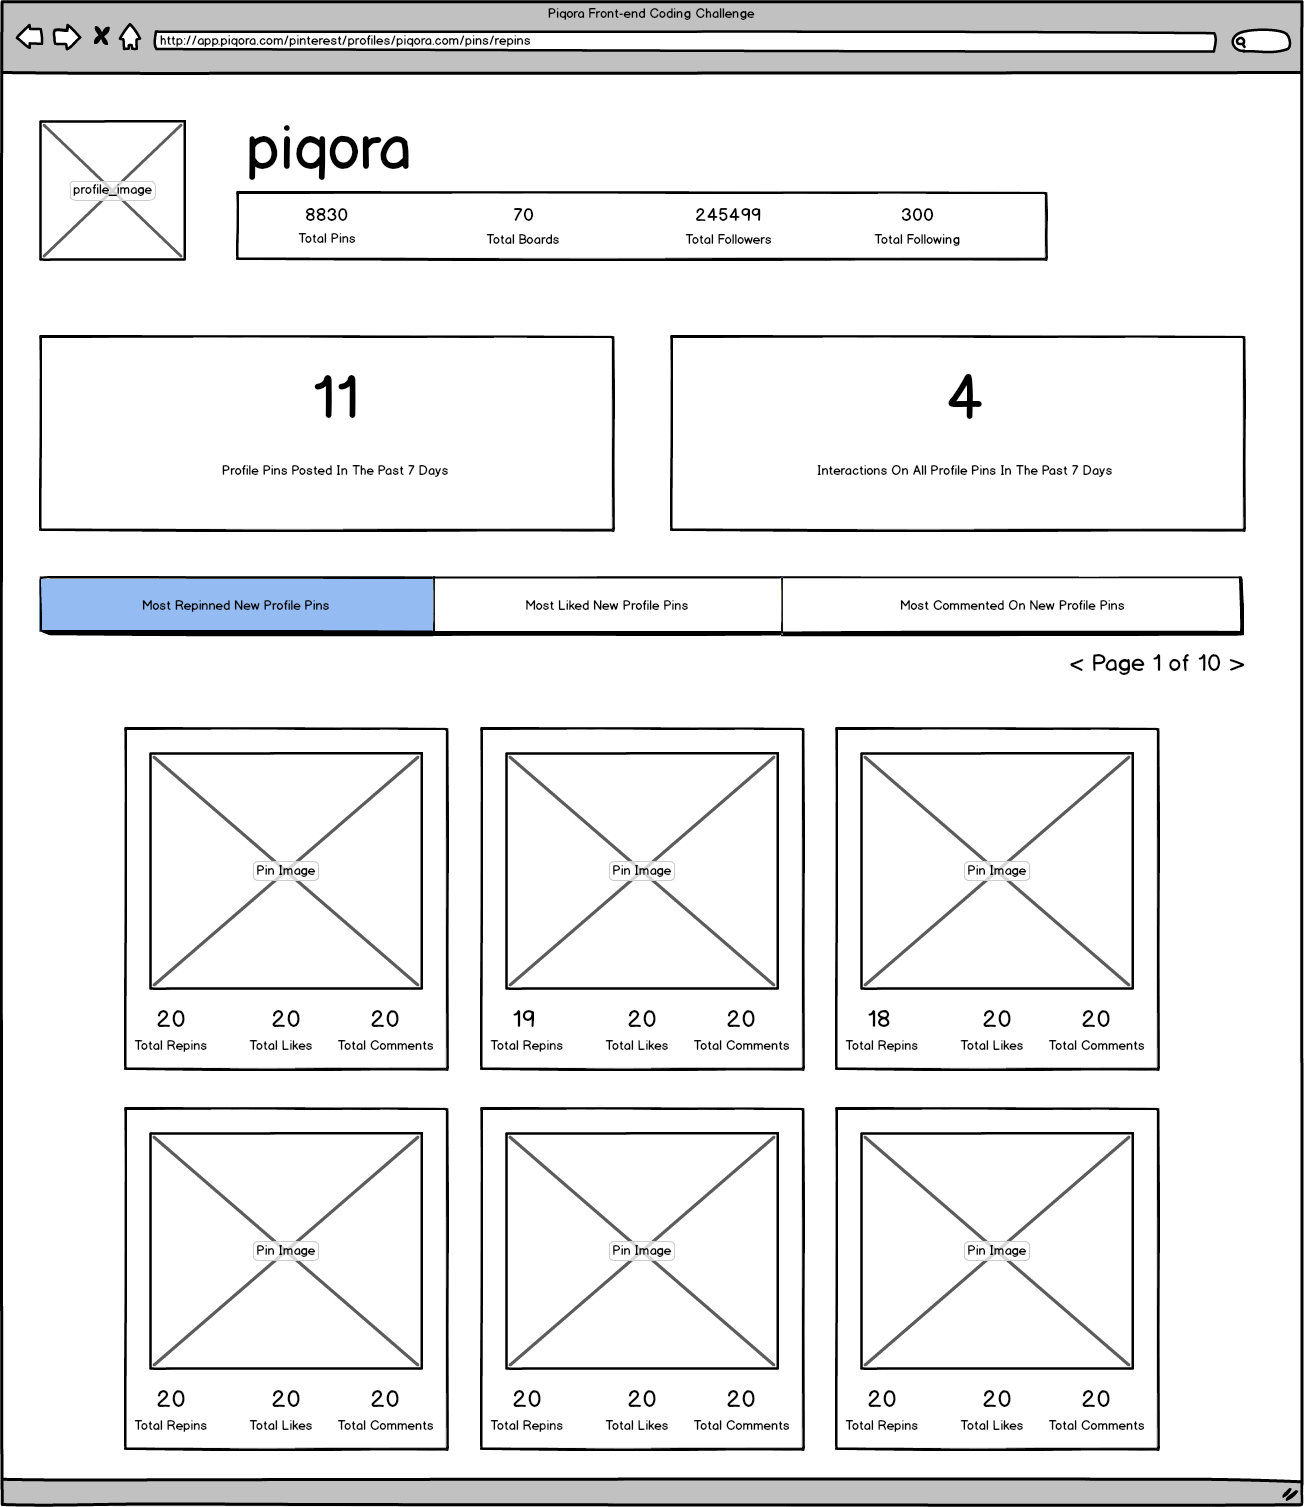 Piqora Front-end Coding Challenge
http://app.piqora.com/pinterest/profiles/piqora.com/pins/repins
profile_image
piqora
8830 70 245499 300
Total Pins Total Boards Total Followers Total Following
11 4
Profile Pins Posted In The Past 7 Days Interactions On All Profile Pins In The Past 7 Days
Most Repinned New Profile Pins Most Liked New Profile Pins Most Commented On New Profile Pins
< Page 1 of 10 >
Pin Image Pin Image Pin Image
20 20 20 19 20 20 18 20 20
Total Repins Total Likes Total Comments Total Repins Total Likes Total Comments Total Repins Total Likes Total Comments
Pin Image Pin Image Pin Image
20 20 20 20 20 20 20 20 20
Total Repins Total Likes Total Comments Total Repins Total Likes Total Comments Total Repins Total Likes Total Comments